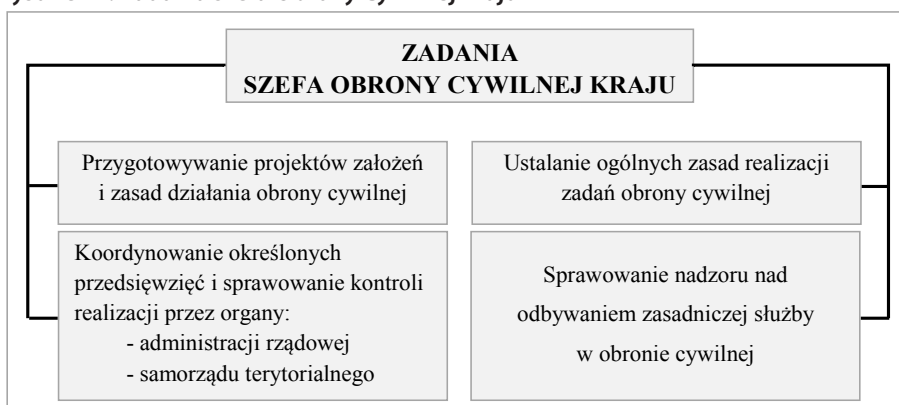 ZADANIA
SZEFA OBRONY CYWILNEJ KRAJU
Przygotowywanie projektów założeń
i zasad działania obrony cywilnej
Ustalanie ogólnych zasad realizacji
zadań obrony cywilnej
Koordynowanie określonych
przedsięwzięć i sprawowanie kontroli
realizacji przez organy:
- administracji rządowej
- samorządu terytorialnego
Sprawowanie nadzoru nad
odbywaniem zasadniczej służby
w obronie cywilnej